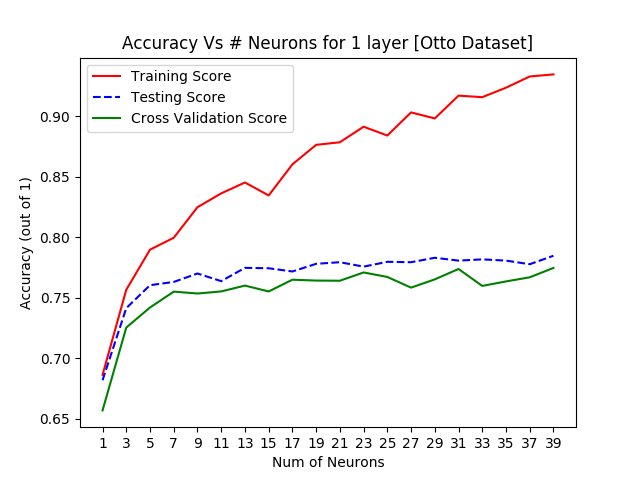 Accuracy Vs # Neurons for 1 layer [Otto Dataset]
Training Score
Testing Score
Cross Validation Score
Accuracy (out of 1)
0.90
0.85
0.80
0.75
0.70
0.65
1 3 5 7 9 11 13 15 17 19 21 23 25 27 29 31 33 35 37 39
Num of Neurons